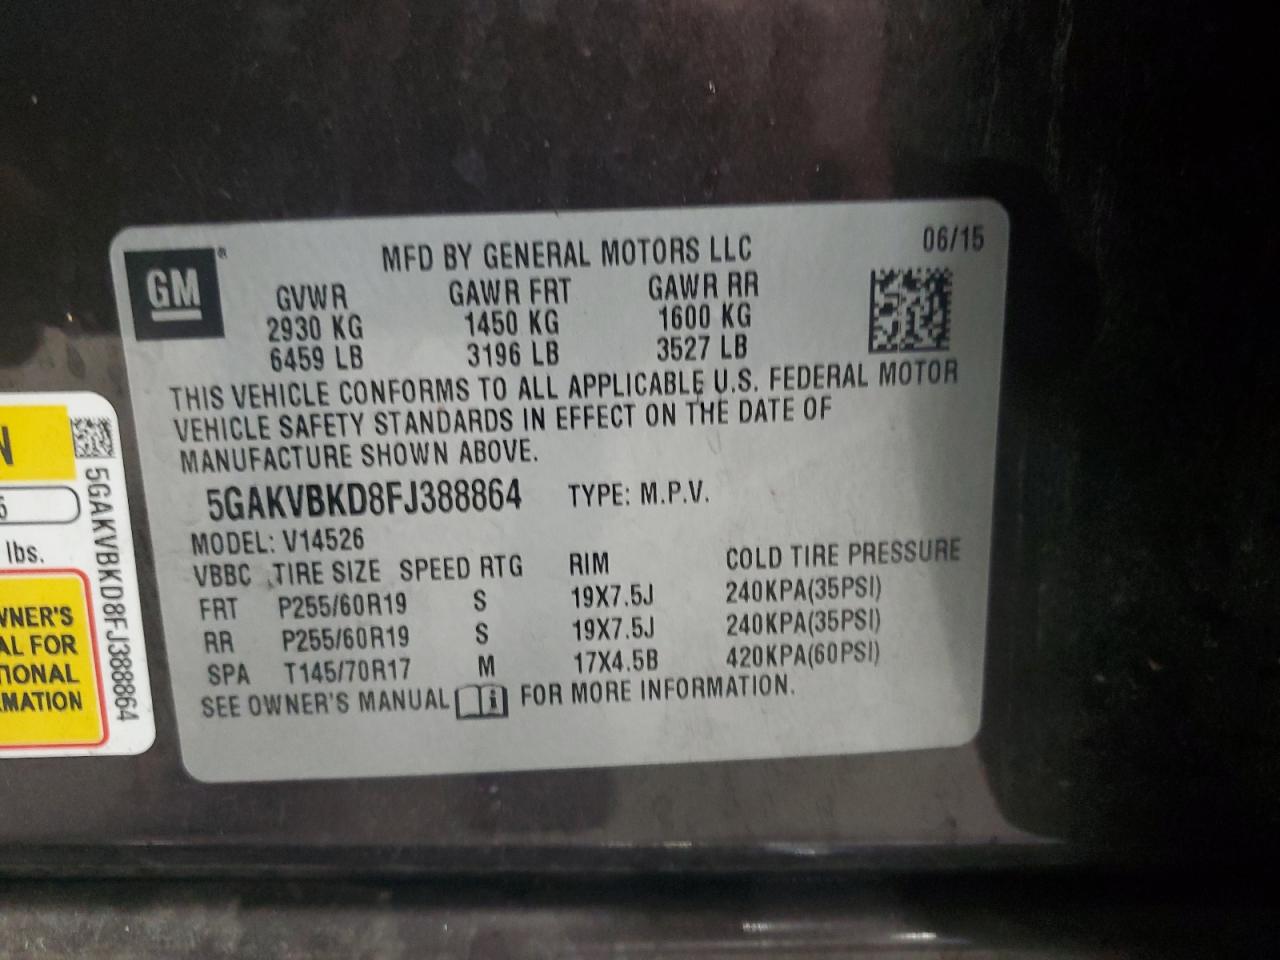 GM®
MFD BY GENERAL MOTORS LLC 06/15
GVWR GAWR FRT GAWR RR
2930 KG 1450 KG 1600 KG
6459 LB 3196 LB 3527 LB
THIS VEHICLE CONFORMS TO ALL APPLICABLE U.S. FEDERAL MOTOR
VEHICLE SAFETY STANDARDS IN EFFECT ON THE DATE OF
MANUFACTURE SHOWN ABOVE.
5GAKVBKD8FJ388864 TYPE: M.P.V.
MODEL: V14526
VBBC TIRE SIZE SPEED RTG RIM COLD TIRE PRESSURE
FRT P255/60R19 S 19X7.5J 240KPA(35PSI)
RR P255/60R19 S 19X7.5J 240KPA(35PSI)
SPA T145/70R17 M 17X4.5B 420KPA(60PSI)
SEE OWNER'S MANUAL i FOR MORE INFORMATION.
N
lbs.
WNER'S
AL FOR
TIONAL
RMATION
5GAKVBKD8FJ388864